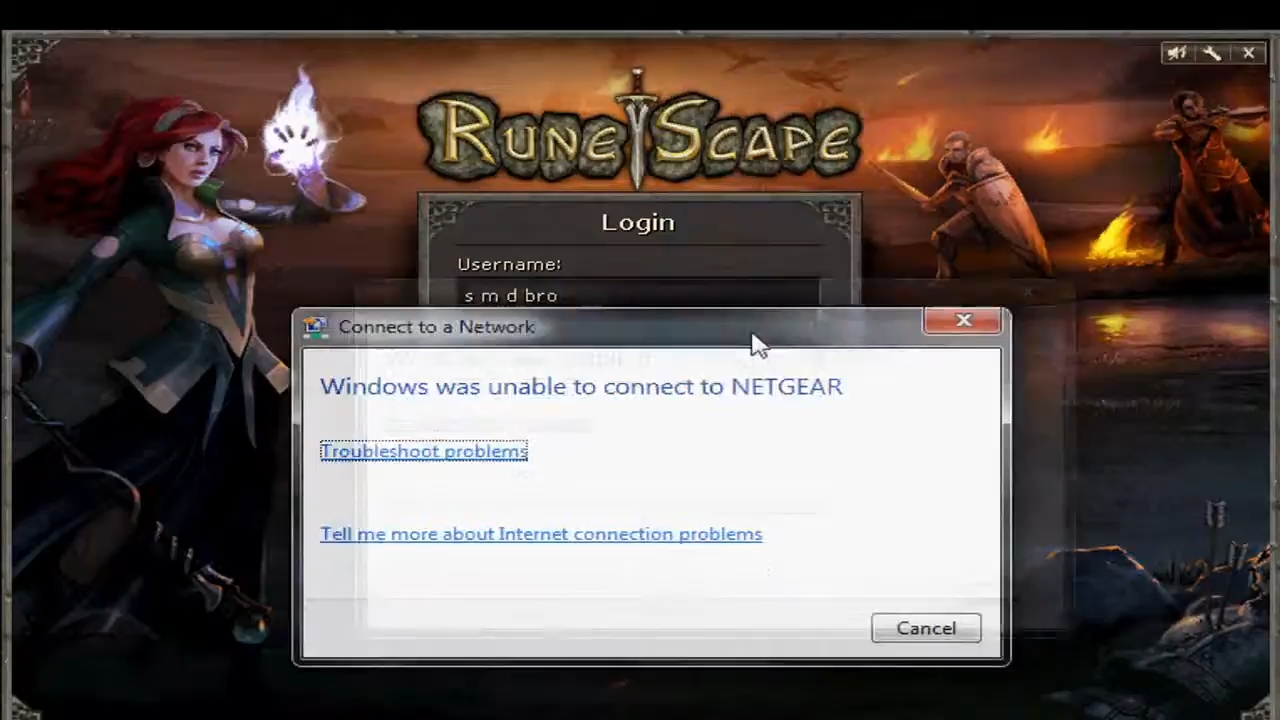 RUNESCAPE
Login
Username:
s m d bro
Connect to a Network
Windows was unable to connect to NETGEAR
Troubleshoot problems
Tell me more about Internet connection problems
Cancel